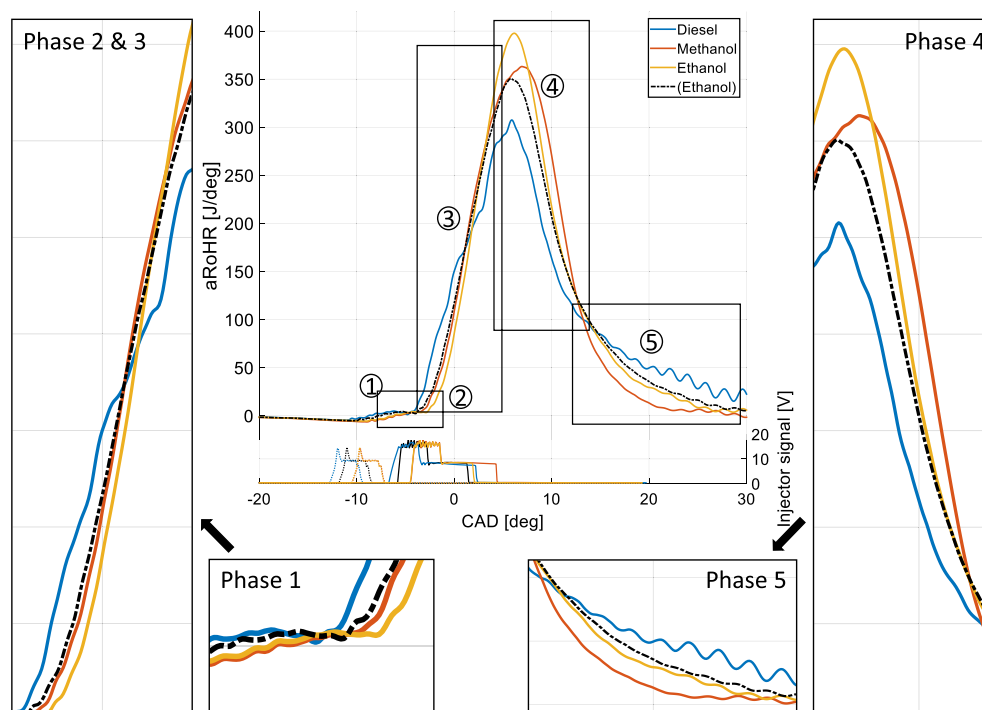 Phase 2 & 3
Phase 4
Diesel
Methanol
Ethanol
(Ethanol)
400
350
300
250
200
150
100
50
0
aRoHR [J/deg]
①
②
③
④
⑤
20
10
0
Injector signal [V]
-20
-10
0
10
20
30
CAD [deg]
Phase 1
Phase 5